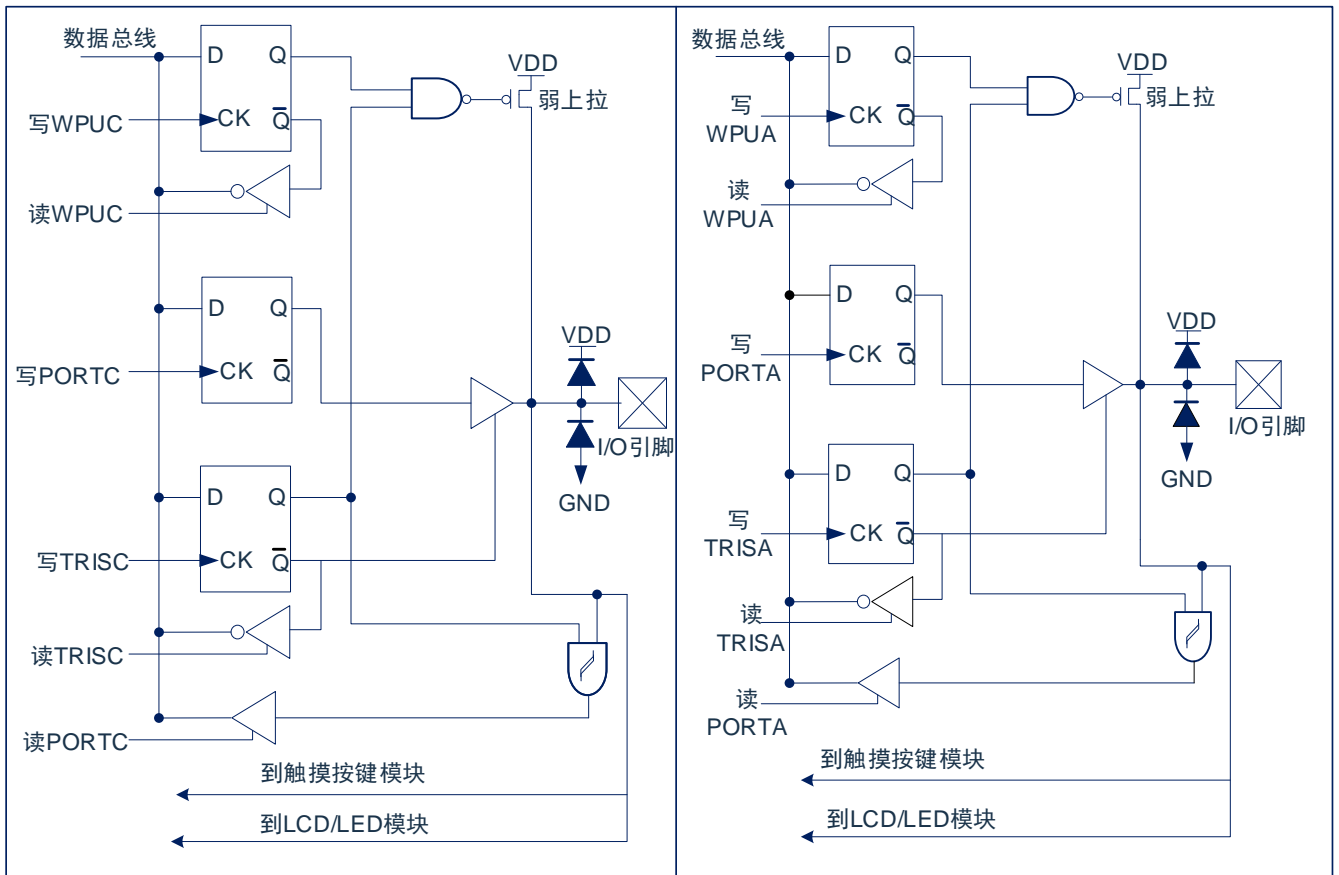 数据总线
D
Q
VDD
弱上拉
写WPUC
CK
Q
读WPUC
D
Q
VDD
写PORTC
CK
Q
I/O引脚
D
Q
GND
写TRISC
CK
Q
读TRISC
读PORTC
到触摸按键模块
到LCD/LED模块
数据总线
D
Q
VDD
弱上拉
写
WPUA
CK
Q
读
WPUA
D
Q
VDD
写
PORTA
CK
Q
I/O引脚
D
Q
GND
写
TRISA
CK
Q
读
TRISA
读
PORTA
到触摸按键模块
到LCD/LED模块